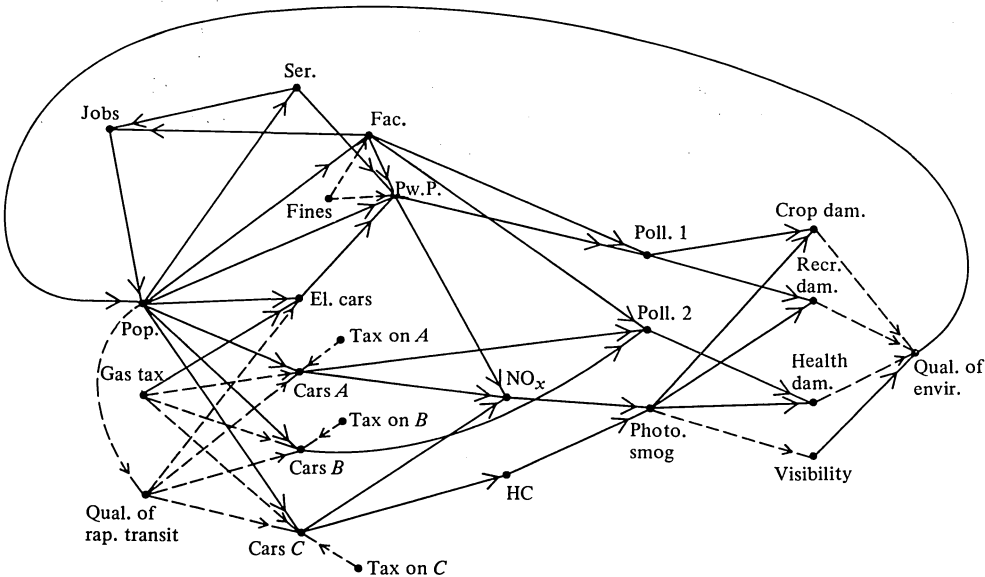 Ser.
Jobs
Fac.
Pw.P.
Fines
Crop dam.
Poll. 1
Recr.
dam.
El. cars
Pop.
Poll. 2
Tax on A
Health
dam.
Qual. of
envir.
Gas tax
Cars A
NOx
Tax on B
Photo.
smog
Cars B
Visibility
HC
Qual. of
rap. transit
Cars C
Tax on C